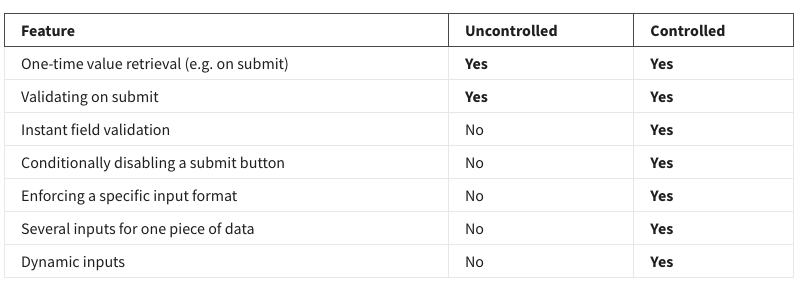 Feature Uncontrolled Controlled
One-time value retrieval (e.g. on submit) Yes Yes
Validating on submit Yes Yes
Instant field validation No Yes
Conditionally disabling a submit button No Yes
Enforcing a specific input format No Yes
Several inputs for one piece of data No Yes
Dynamic inputs No Yes